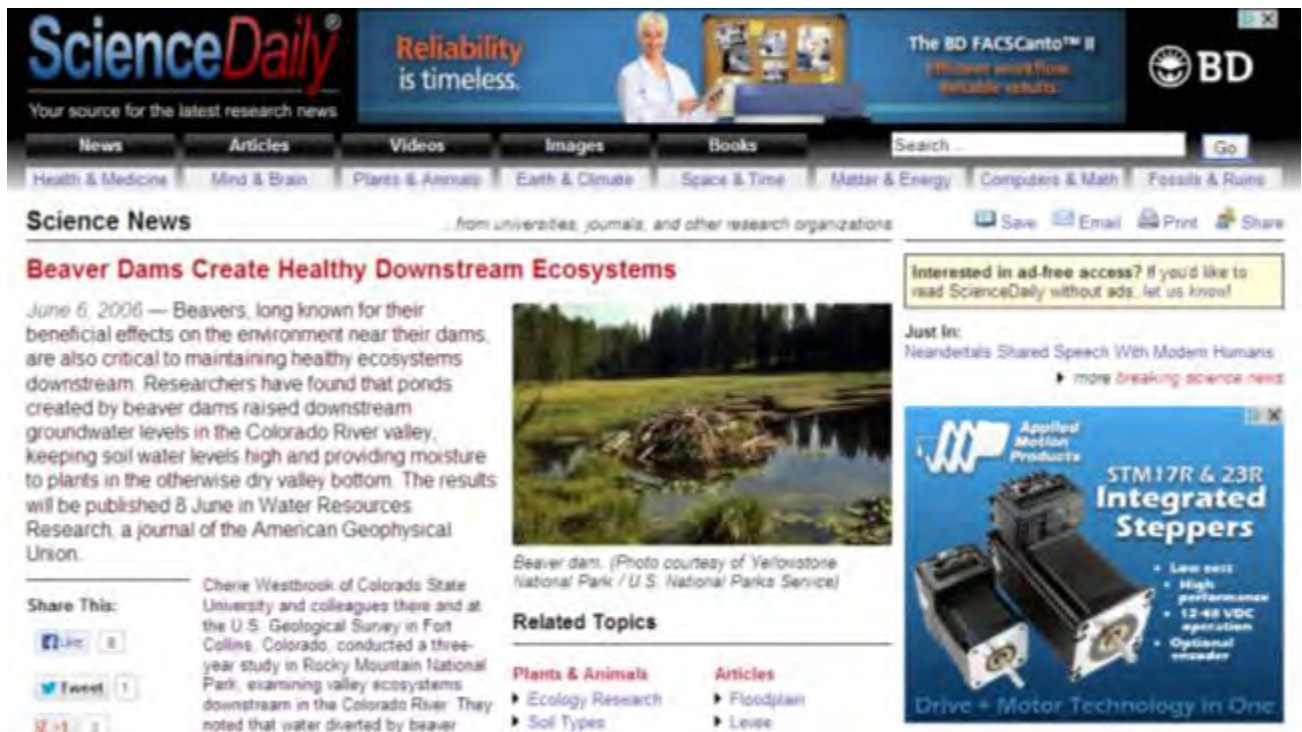 ScienceDaily®
Your source for the latest research news
Reliability
is timeless.
The BD FACSCanto™ II
Efficient workflow.
Reliable results.
BD
News Articles Videos Images Books
Search ...
Go
Health & Medicine Mind & Brain Plants & Animals Earth & Climate Space & Time Matter & Energy Computers & Math Fossils & Ruins
Science News
... from universities, journals, and other research organizations
Save Email Print Share
Beaver Dams Create Healthy Downstream Ecosystems
June 6, 2006 — Beavers, long known for their
beneficial effects on the environment near their dams,
are also critical to maintaining healthy ecosystems
downstream. Researchers have found that ponds
created by beaver dams raised downstream
groundwater levels in the Colorado River valley,
keeping soil water levels high and providing moisture
to plants in the otherwise dry valley bottom. The results
will be published 8 June in Water Resources
Research, a journal of the American Geophysical
Union.
Share This:
Like 8
Tweet 1
+1
Cherie Westbrook of Colorado State
University and colleagues there and at
the U.S. Geological Survey in Fort
Collins, Colorado, conducted a three-
year study in Rocky Mountain National
Park, examining valley ecosystems
downstream in the Colorado River. They
noted that water diverted by beaver
Beaver dam. (Photo courtesy of Yellowstone
National Park / U.S. National Parks Service)
Related Topics
Plants & Animals
Ecology Research
Soil Types
Articles
Floodplain
Levee
Interested in ad-free access? If you'd like to
read ScienceDaily without ads, let us know!
Just In:
Neandertals Shared Speech With Modern Humans
more breaking science news
Applied
Motion
Products
STM17R & 23R
Integrated
Steppers
• Low cost
• High
performance
• 12-48 VDC
operation
• Optional
encoder
Drive + Motor Technology In One